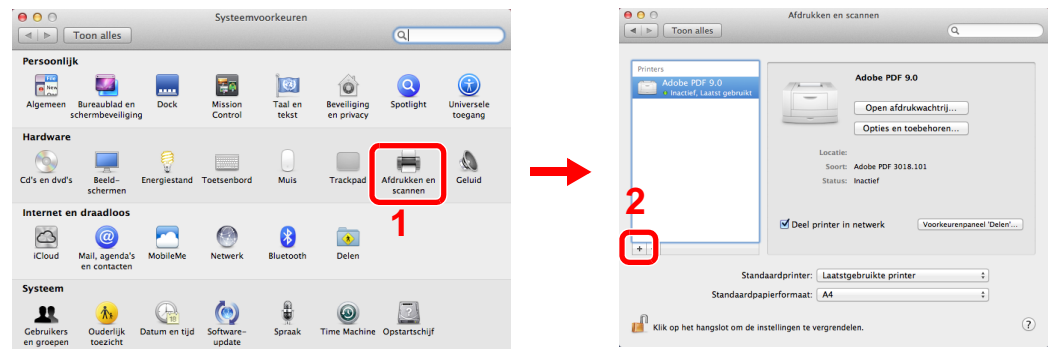 Systeemvoorkeuren
Toon alles
Persoonlijk
File
New
Algemeen
Bureaublad en schermbeveiliging
Dock
Mission Control
Taal en tekst
Beveiliging en privacy
Spotlight
Universele toegang
Hardware
Cd's en dvd's
Beeld-schermen
Energiestand
Toetsenbord
Muis
Trackpad
Afdrukken en scannen
Geluid
1
Internet en draadloos
iCloud
Mail, agenda's en contacten
MobileMe
Netwerk
Bluetooth
Delen
Systeem
Gebruikers en groepen
Ouderlijk toezicht
18
Datum en tijd
Software-update
Spraak
Time Machine
Opstartschijf
Afdrukken en scannen
Toon alles
Printers
Adobe PDF 9.0
Inactief, Laatst gebruikt
2
+
Adobe PDF 9.0
Open afdrukwachtrij...
Opties en toebehoren...
Locatie:
Soort: Adobe PDF 3018.101
Status: Inactief
Deel printer in netwerk
Voorkeurenpaneel 'Delen'...
Standaardprinter: Laatstgebruikte printer
Standaardpapierformaat: A4
Klik op het hangslot om de instellingen te vergrendelen.
?